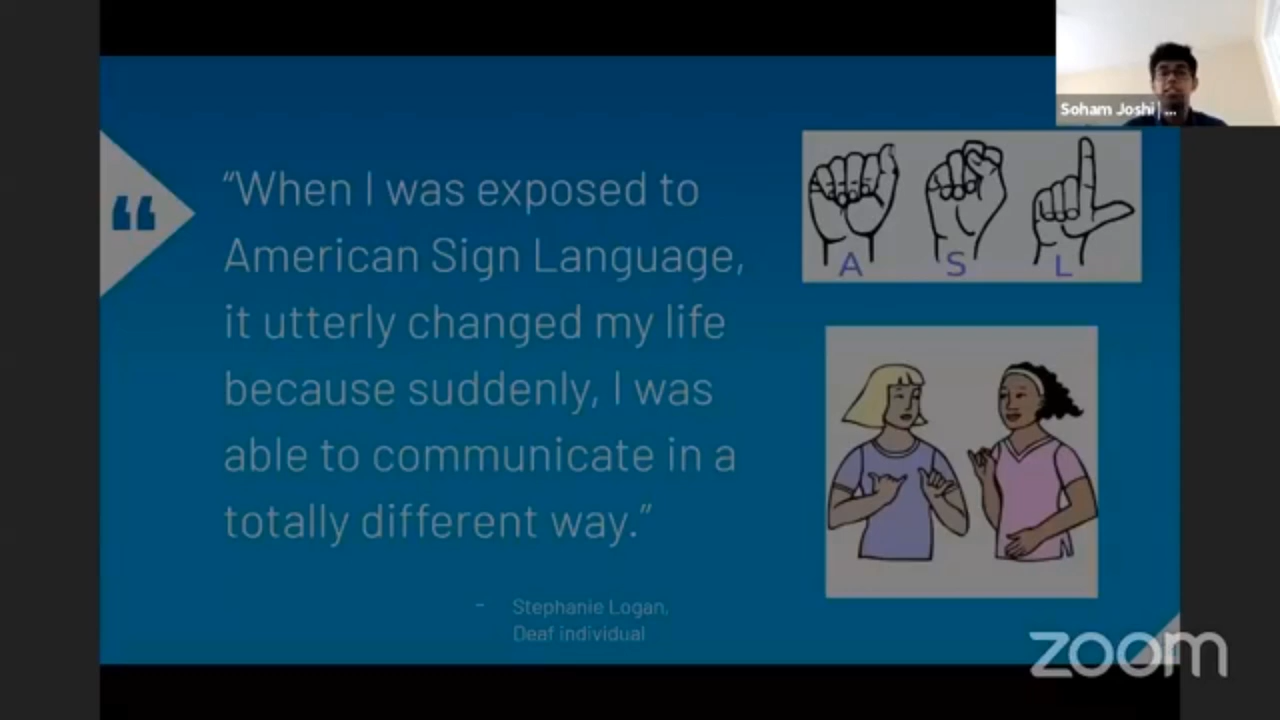 Soham Joshi | ...
“When I was exposed to
American Sign Language,
it utterly changed my life
because suddenly, I was
able to communicate in a
totally different way.”
- Stephanie Logan,
Deaf individual
A S L
zoom